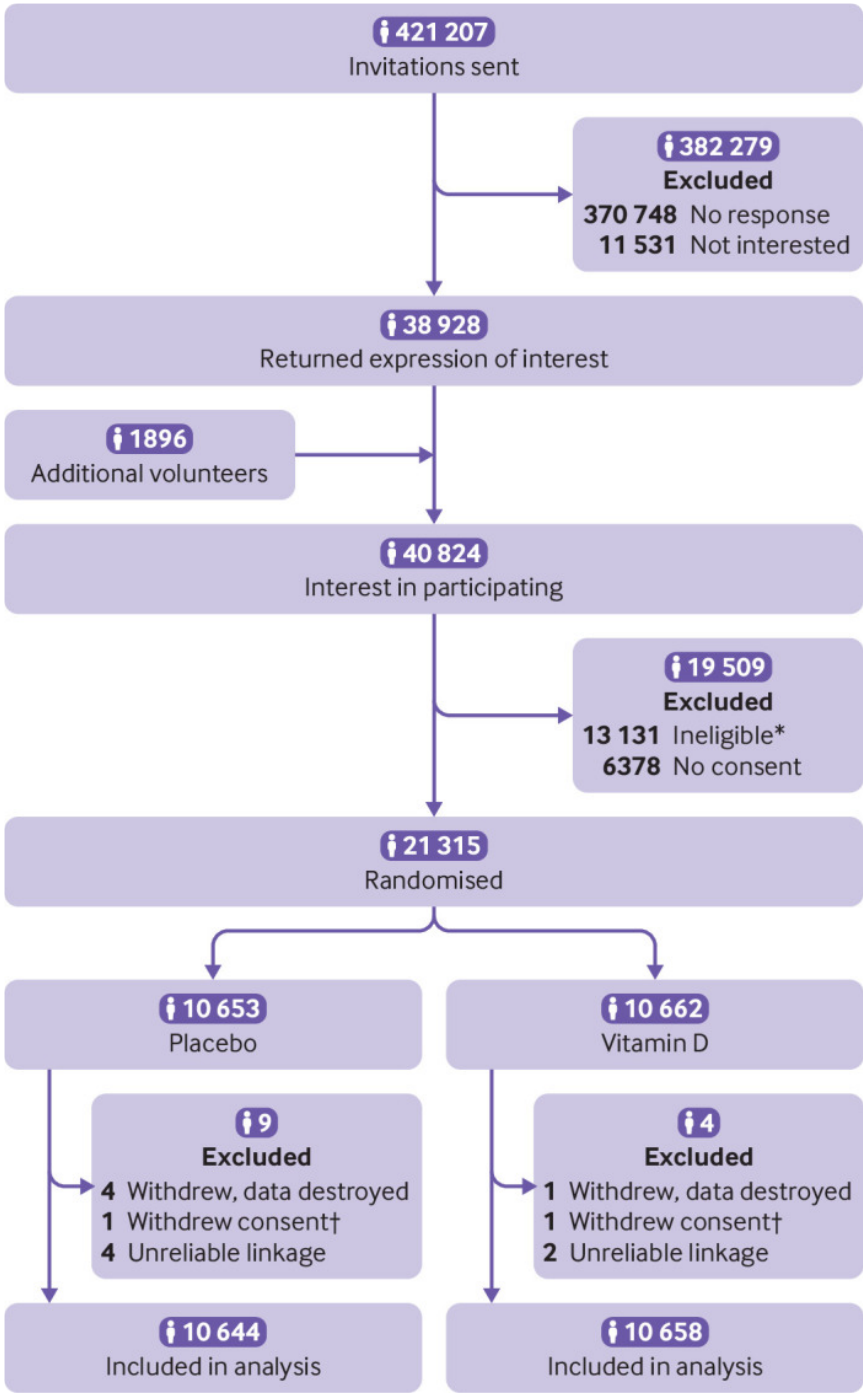 421 207
Invitations sent
382 279
Excluded
370 748 No response
11 531 Not interested
38 928
Returned expression of interest
1896
Additional volunteers
40 824
Interest in participating
19 509
Excluded
13 131 Ineligible*
6378 No consent
21 315
Randomised
10 653
Placebo
10 662
Vitamin D
9
Excluded
4 Withdrew, data destroyed
1 Withdrew consent†
4 Unreliable linkage
4
Excluded
1 Withdrew, data destroyed
1 Withdrew consent†
2 Unreliable linkage
10 644
Included in analysis
10 658
Included in analysis